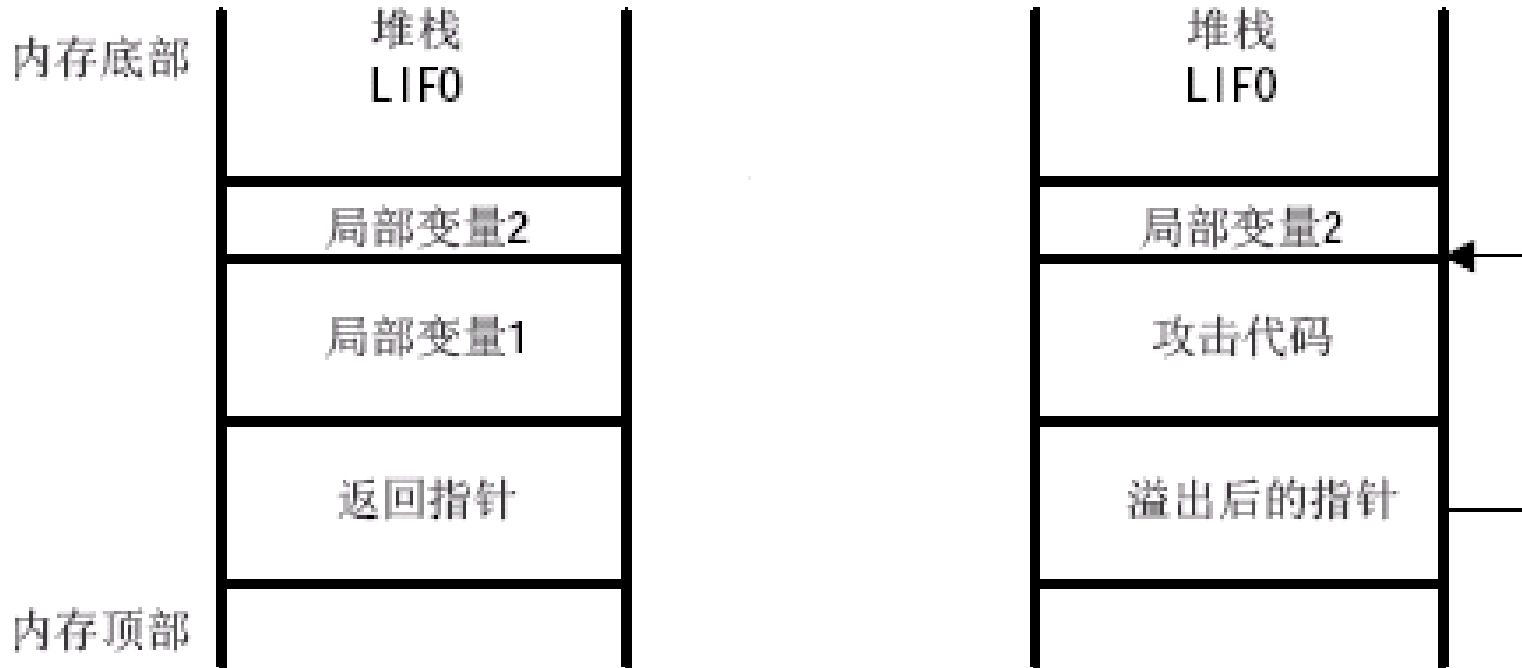 内存底部
堆栈
LIFO
局部变量2
局部变量1
返回指针
内存顶部
堆栈
LIFO
局部变量2
攻击代码
溢出后的指针